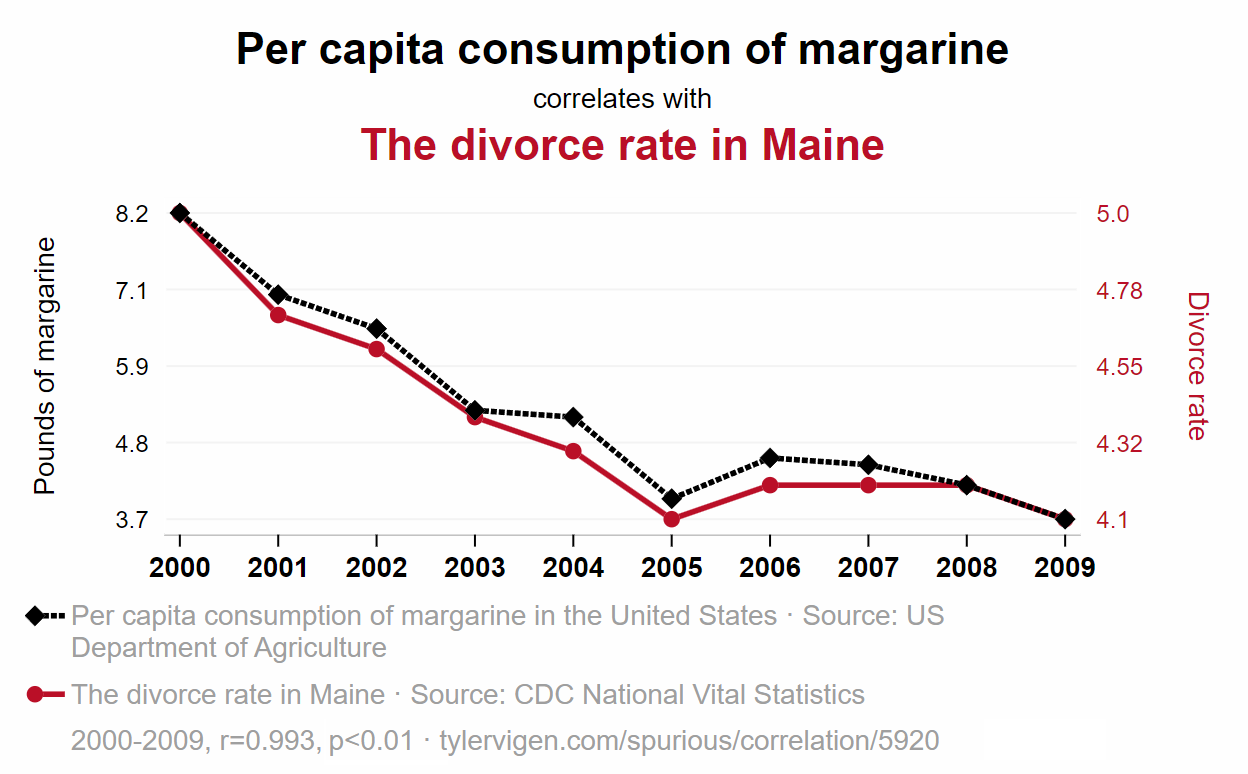 Per capita consumption of margarine
correlates with
The divorce rate in Maine
Pounds of margarine
8.2
7.1
5.9
4.8
3.7
5.0
4.78
4.55
4.32
4.1
Divorce rate
2000 2001 2002 2003 2004 2005 2006 2007 2008 2009
Per capita consumption of margarine in the United States · Source: US
Department of Agriculture
The divorce rate in Maine · Source: CDC National Vital Statistics
2000-2009, r=0.993, p<0.01 · tylervigen.com/spurious/correlation/5920